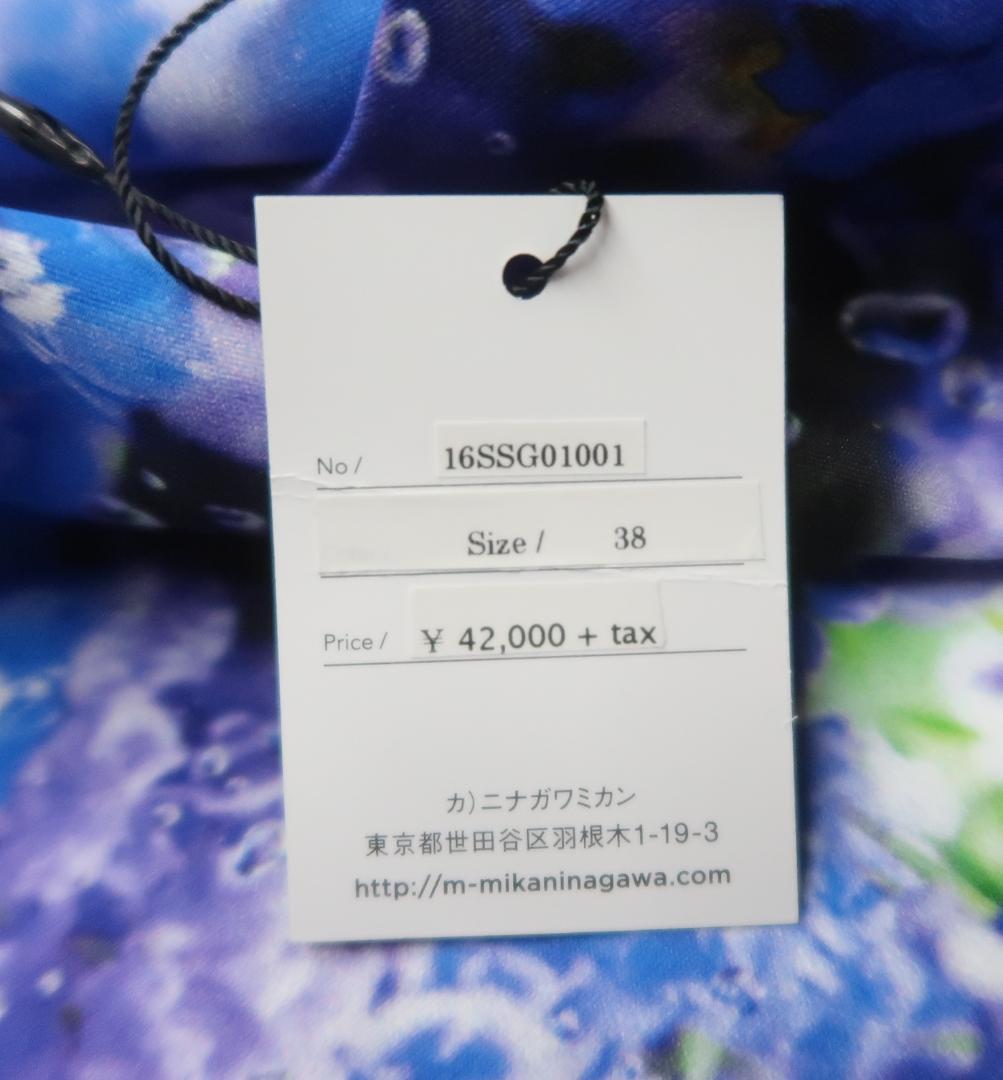 No / 16SSG01001
Size / 38
Price / ¥ 42,000 + tax
カ)ニナガワミカン
東京都世田谷区羽根木1-19-3
http://m-mikaninagawa.com